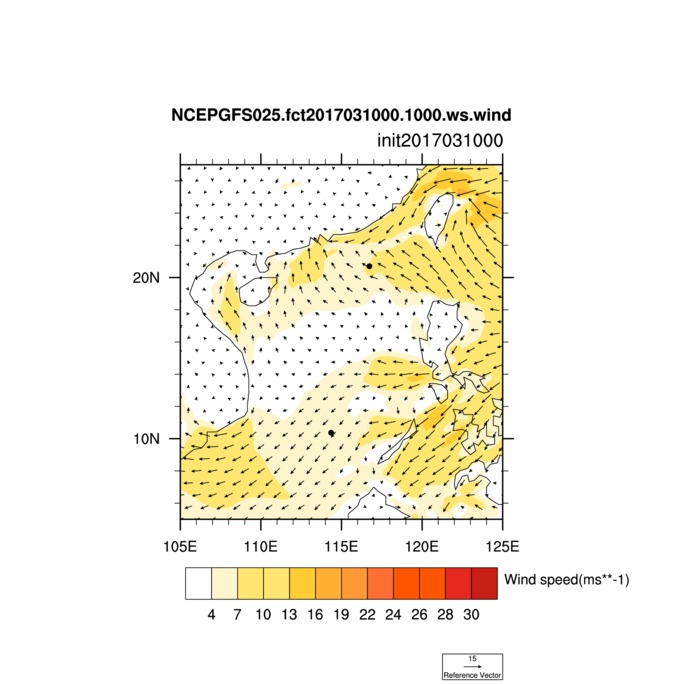 NCEPGFS025.fct2017031000.1000.ws.wind
init2017031000
20N
10N
105E 110E 115E 120E 125E
Wind speed(ms**-1)
4 7 10 13 16 19 22 24 26 28 30
15
Reference Vector